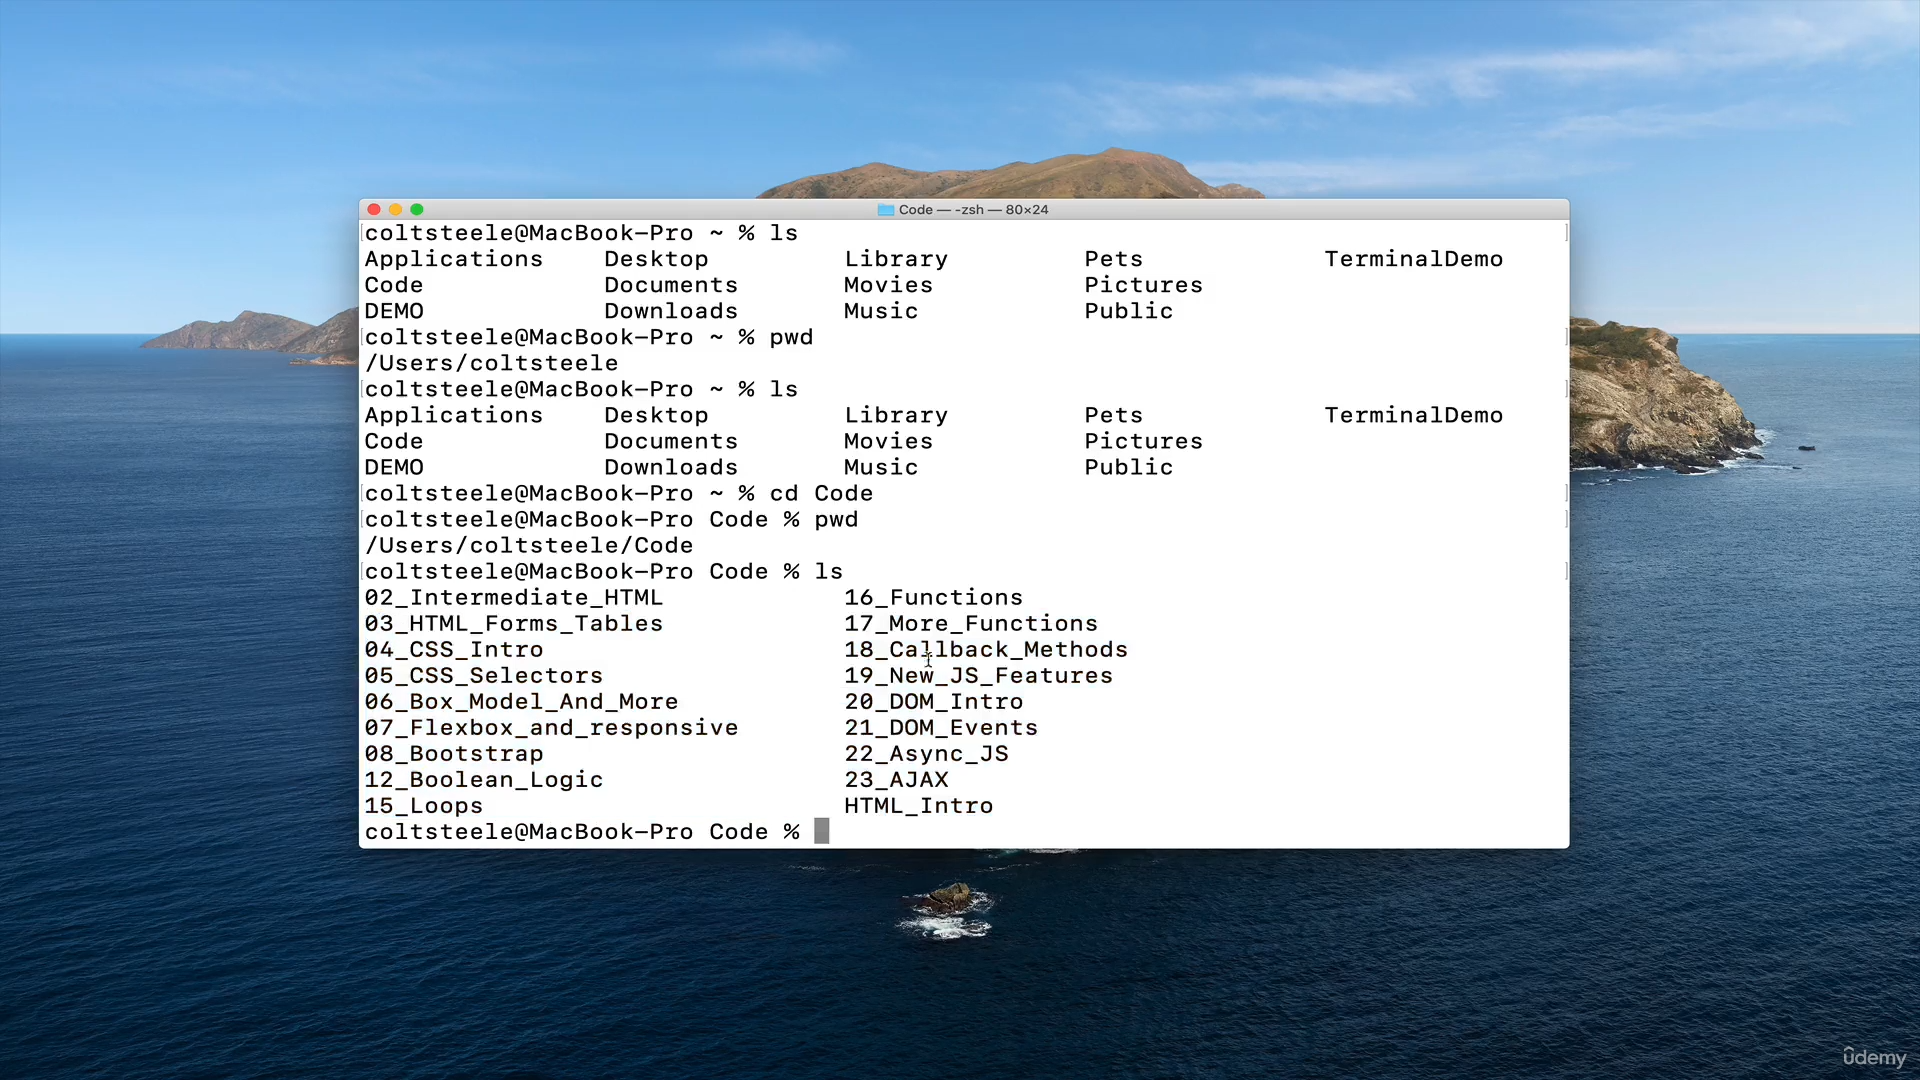 Code — -zsh — 80×24
coltsteele@MacBook-Pro ~ % ls
Applications Desktop Library Pets TerminalDemo
Code Documents Movies Pictures
DEMO Downloads Music Public
coltsteele@MacBook-Pro ~ % pwd
/Users/coltsteele
coltsteele@MacBook-Pro ~ % ls
Applications Desktop Library Pets TerminalDemo
Code Documents Movies Pictures
DEMO Downloads Music Public
coltsteele@MacBook-Pro ~ % cd Code
coltsteele@MacBook-Pro Code % pwd
/Users/coltsteele/Code
coltsteele@MacBook-Pro Code % ls
02_Intermediate_HTML 16_Functions
03_HTML_Forms_Tables 17_More_Functions
04_CSS_Intro 18_Callback_Methods
05_CSS_Selectors 19_New_JS_Features
06_Box_Model_And_More 20_DOM_Intro
07_Flexbox_and_responsive 21_DOM_Events
08_Bootstrap 22_Async_JS
12_Boolean_Logic 23_AJAX
15_Loops HTML_Intro
coltsteele@MacBook-Pro Code %
udemy